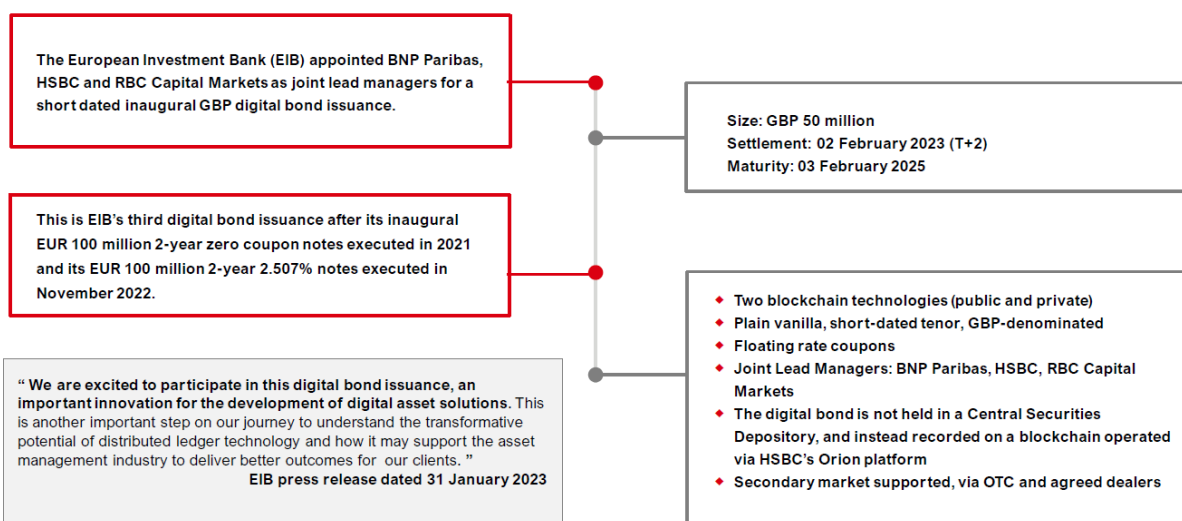 The European Investment Bank (EIB) appointed BNP Paribas,
HSBC and RBC Capital Markets as joint lead managers for a
short dated inaugural GBP digital bond issuance.
Size: GBP 50 million
Settlement: 02 February 2023 (T+2)
Maturity: 03 February 2025
This is EIB's third digital bond issuance after its inaugural
EUR 100 million 2-year zero coupon notes executed in 2021
and its EUR 100 million 2-year 2.507% notes executed in
November 2022.
Two blockchain technologies (public and private)
Plain vanilla, short-dated tenor, GBP-denominated
Floating rate coupons
Joint Lead Managers: BNP Paribas, HSBC, RBC Capital
Markets
The digital bond is not held in a Central Securities
Depository, and instead recorded on a blockchain operated
via HSBC's Orion platform
Secondary market supported, via OTC and agreed dealers
“ We are excited to participate in this digital bond issuance, an
important innovation for the development of digital asset solutions. This
is another important step on our journey to understand the transformative
potential of distributed ledger technology and how it may support the asset
management industry to deliver better outcomes for our clients. ”
EIB press release dated 31 January 2023